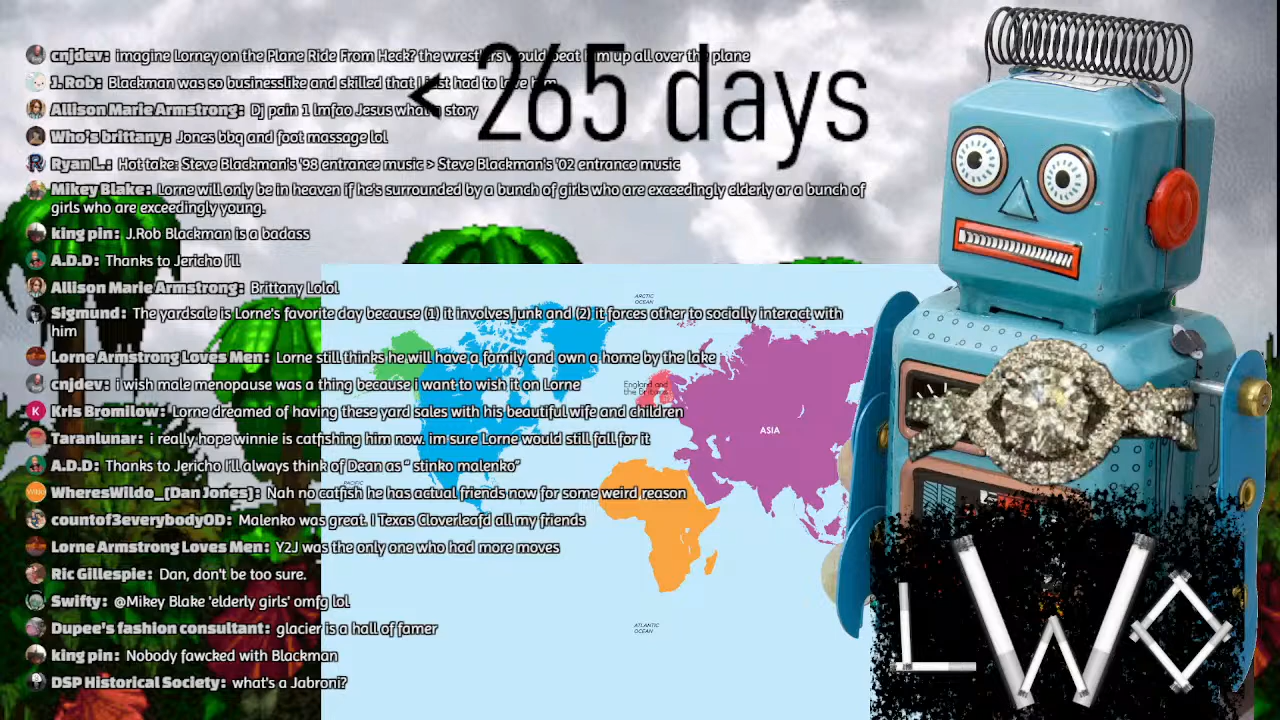 < 265 days
cnjdev: imagine Lorney on the Plane Ride From Heck? the wrestlers would beat him up all over the plane
J.Rob: Blackman was so businesslike and skilled that I just had to love him
Allison Marie Armstrong: Dj pain 1 lmfao Jesus what a story
Who's brittany: Jones bbq and foot massage lol
Ryan L.: Hot take: Steve Blackman's '98 entrance music > Steve Blackman's '02 entrance music
Mikey Blake: Lorne will only be in heaven if he's surrounded by a bunch of girls who are exceedingly elderly or a bunch of
girls who are exceedingly young.
king pin: J.Rob Blackman is a badass
A.D.D: Thanks to Jericho I'll
Allison Marie Armstrong: Brittany Lolol
Sigmund: The yardsale is Lorne's favorite day because (1) it involves junk and (2) it forces other to socially interact with
him
Lorne Armstrong Loves Men: Lorne still thinks he will have a family and own a home by the lake
cnjdev: i wish male menopause was a thing because i want to wish it on Lorne
Kris Bromilow: Lorne dreamed of having these yard sales with his beautiful wife and children
Taranlunar: i really hope winnie is catfishing him now. im sure Lorne would still fall for it
A.D.D: Thanks to Jericho I'll always think of Dean as " stinko malenko"
WheresWildo_(Dan Jones): Nah no catfish he has actual friends now for some weird reason
countof3everybodyOD: Malenko was great. I Texas Cloverleafd all my friends
Lorne Armstrong Loves Men: Y2J was the only one who had more moves
Ric Gillespie: Dan, don't be too sure.
Swifty: @Mikey Blake 'elderly girls' omfg lol
Dupee's fashion consultant: glacier is a hall of famer
king pin: Nobody fawcked with Blackman
DSP Historical Society: what's a Jabroni?
ARCTIC
OCEAN
England and
the Britains
ASIA
PACIFIC
ATLANTIC
OCEAN
K
LWO